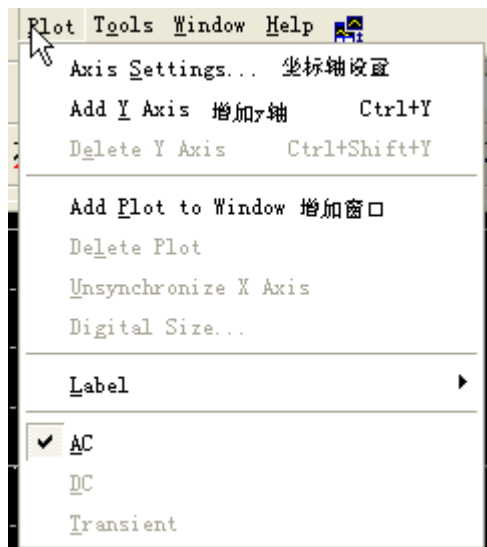 Plot Tools Window Help
Axis Settings... 坐标轴设置
Add Y Axis 增加y轴 Ctrl+Y
Delete Y Axis Ctrl+Shift+Y
Add Plot to Window 增加窗口
Delete Plot
Unsynchronize X Axis
Digital Size...
Label
AC
DC
Transient